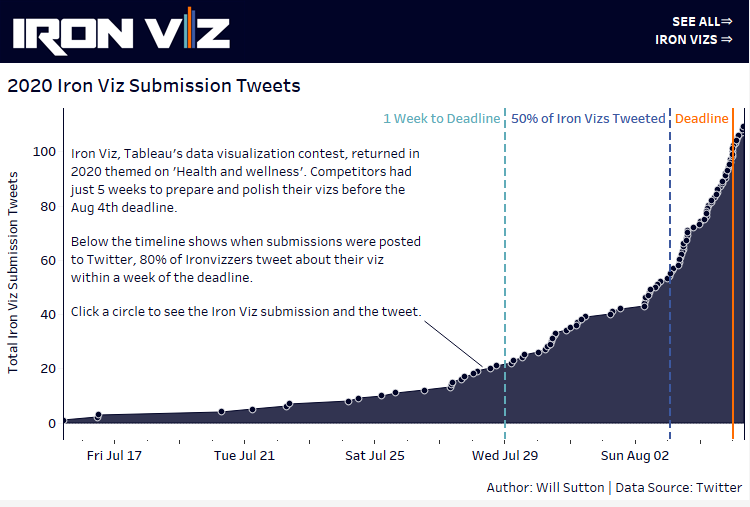 IRON VIZ
SEE ALL⇒
IRON VIZS ⇒
2020 Iron Viz Submission Tweets
1 Week to Deadline
50% of Iron Vizs Tweeted
Deadline
Iron Viz, Tableau's data visualization contest, returned in
2020 themed on 'Health and wellness'. Competitors had
just 5 weeks to prepare and polish their vizs before the
Aug 4th deadline.
Below the timeline shows when submissions were posted
to Twitter, 80% of Ironvizzers tweet about their viz
within a week of the deadline.
Click a circle to see the Iron Viz submission and the tweet.
Total Iron Viz Submission Tweets
100
80
60
40
20
0
Fri Jul 17
Tue Jul 21
Sat Jul 25
Wed Jul 29
Sun Aug 02
Author: Will Sutton | Data Source: Twitter